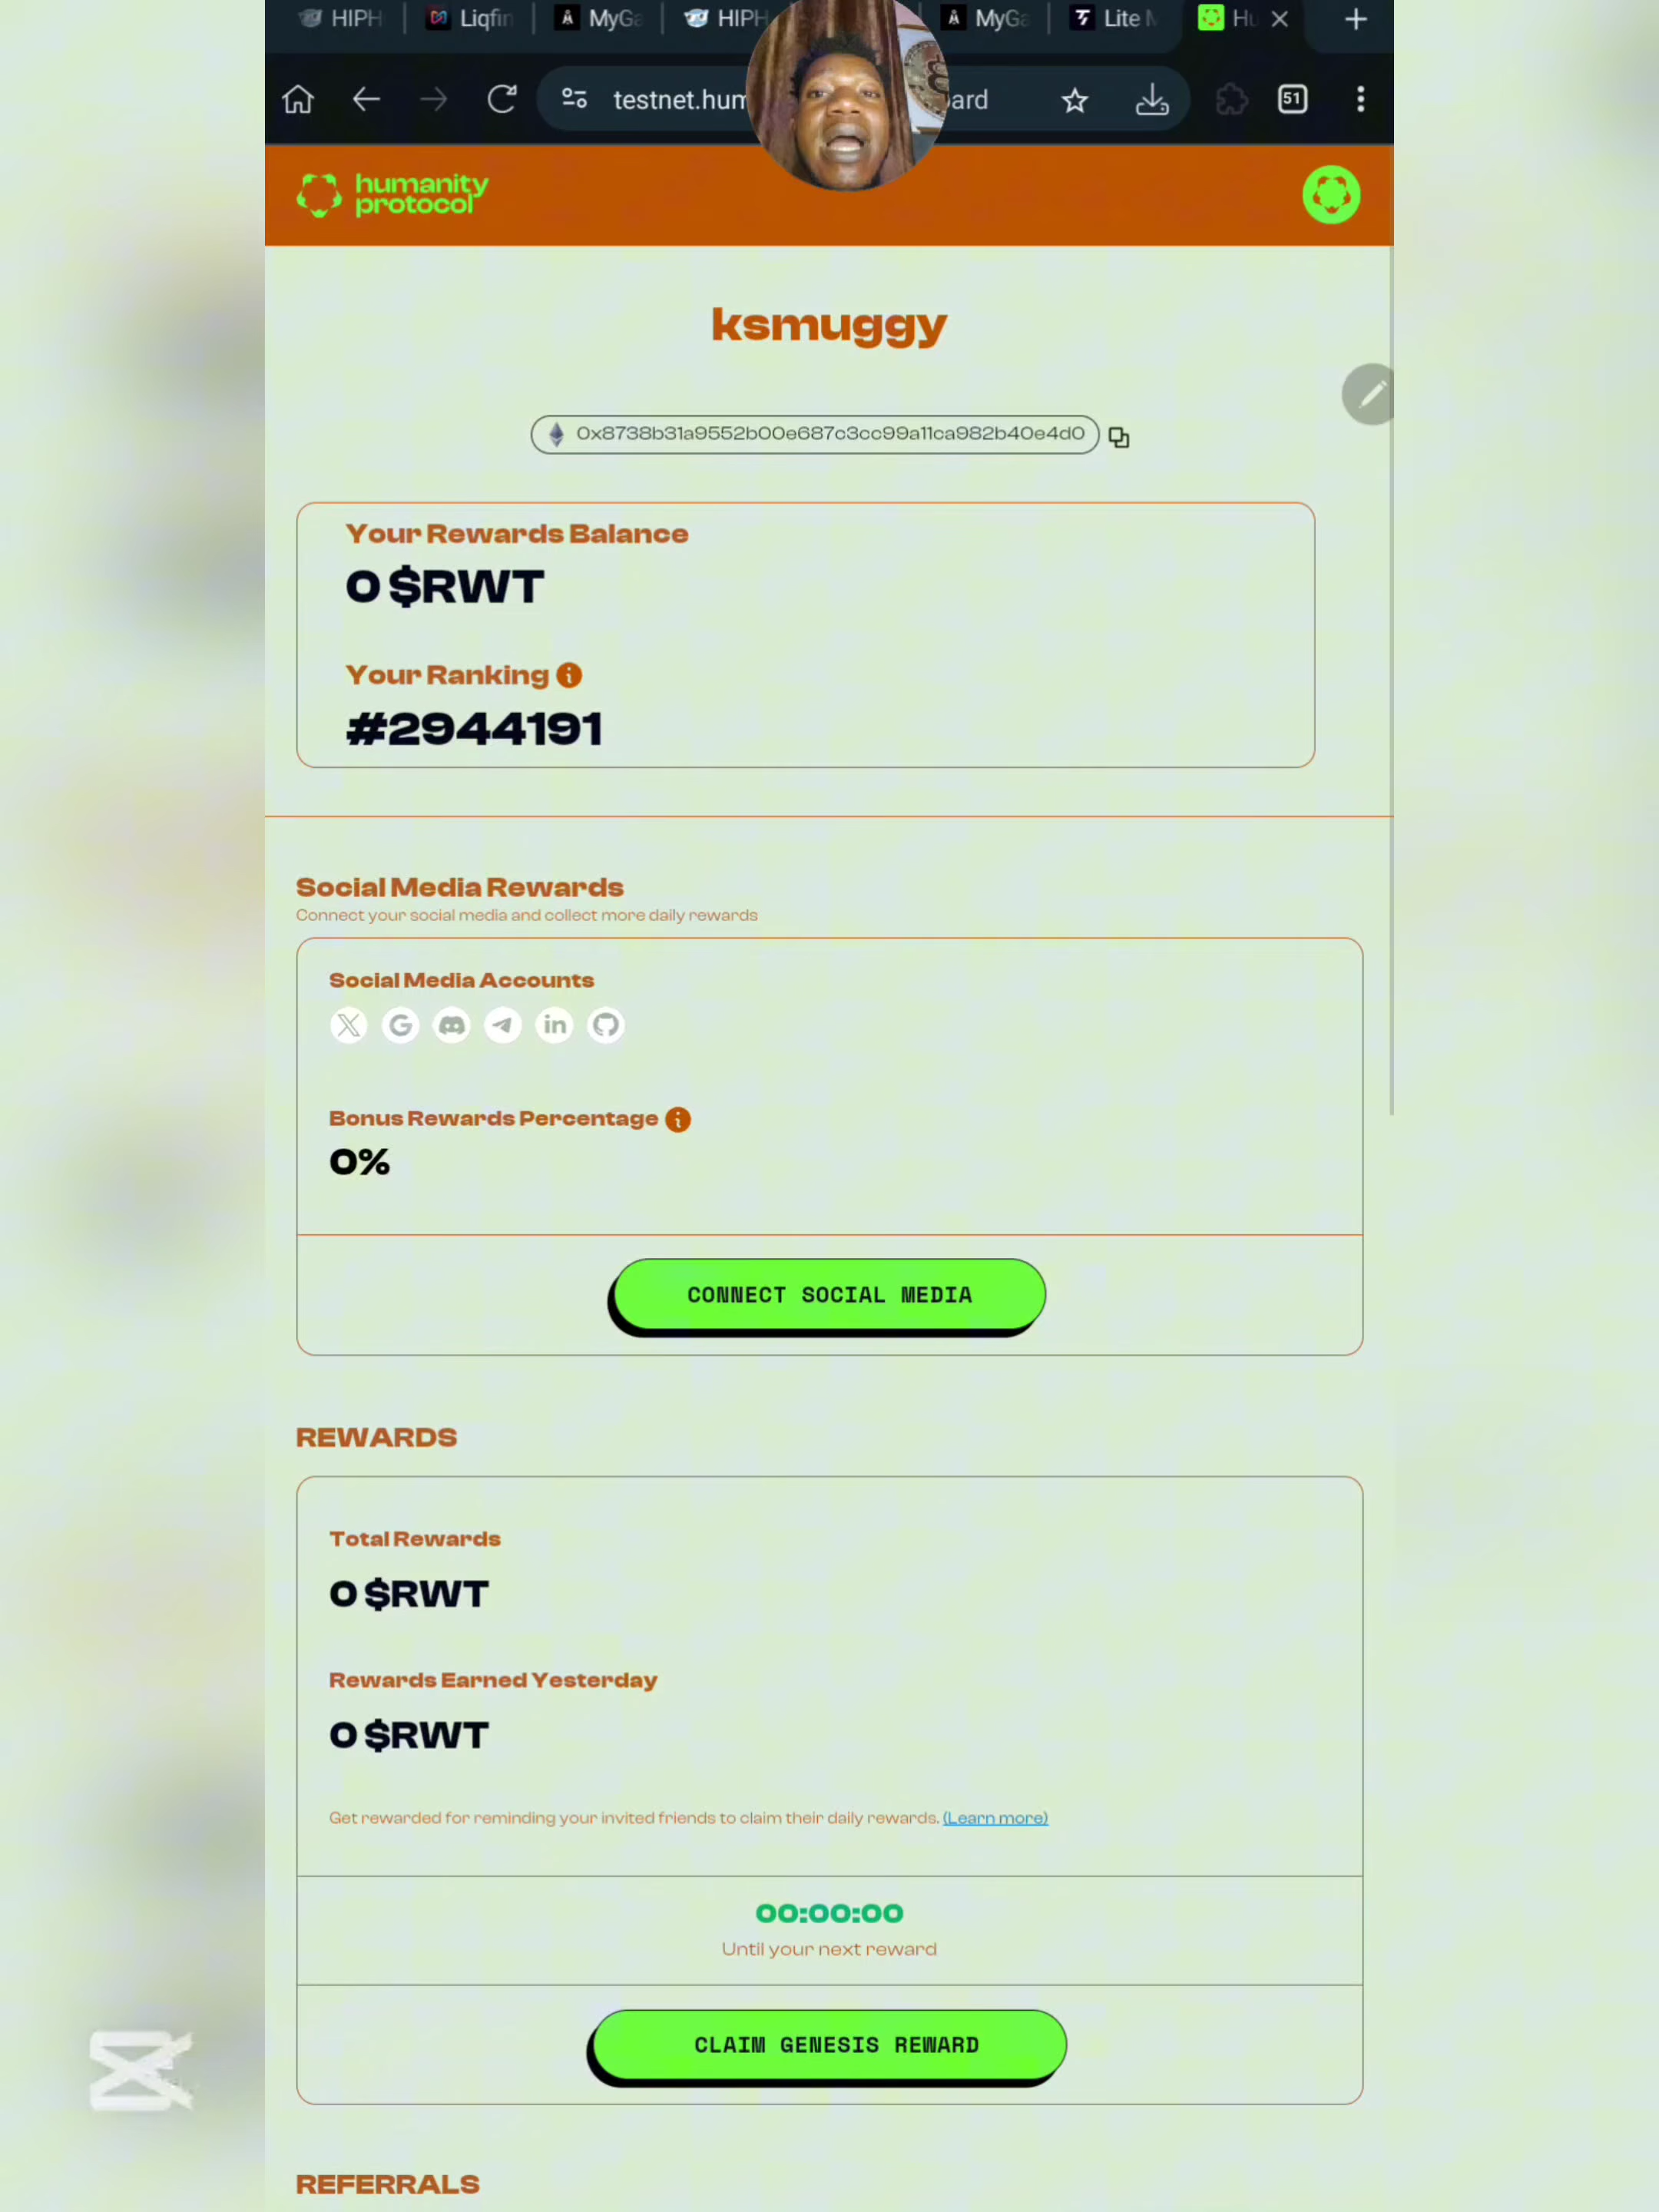 HIPH
Liqfin
MyGa
HIPH
MyGa
Lite M
Hu
testnet.hum
ard
51
humanity
protocol
ksmuggy
0x8738b31a9552b00e687c3cc99a11ca982b40e4d0
Your Rewards Balance
0 $RWT
Your Ranking
#2944191
Social Media Rewards
Connect your social media and collect more daily rewards
Social Media Accounts
Bonus Rewards Percentage
0%
CONNECT SOCIAL MEDIA
REWARDS
Total Rewards
0 $RWT
Rewards Earned Yesterday
0 $RWT
Get rewarded for reminding your invited friends to claim their daily rewards. (Learn more)
00:00:00
Until your next reward
CLAIM GENESIS REWARD
REFERRALS